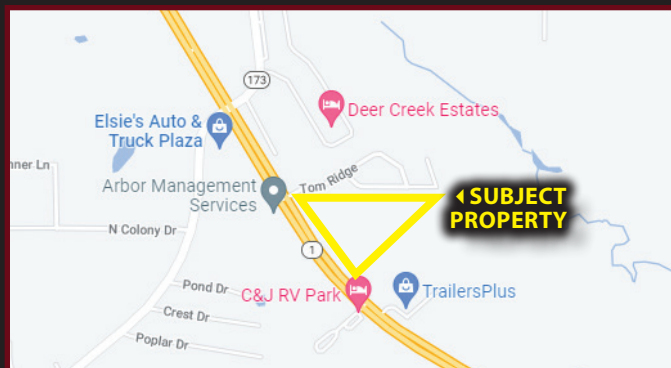 173
Deer Creek Estates
Elsie's Auto &
Truck Plaza
nner Ln
Tom Ridge
Arbor Management
Services
SUBJECT
PROPERTY
N Colony Dr
1
Pond Dr
C&J RV Park
TrailersPlus
Crest Dr
Poplar Dr